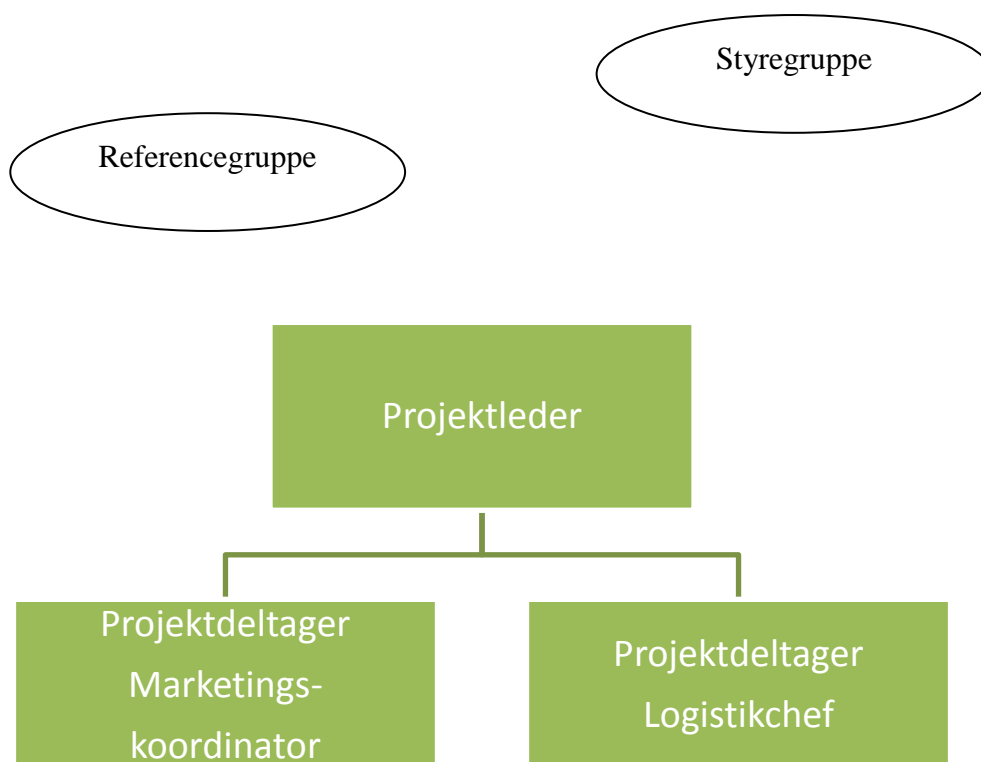 Styregruppe
Referencegruppe
Projektleder
Projektdeltager
Marketings-
koordinator
Projektdeltager
Logistikchef